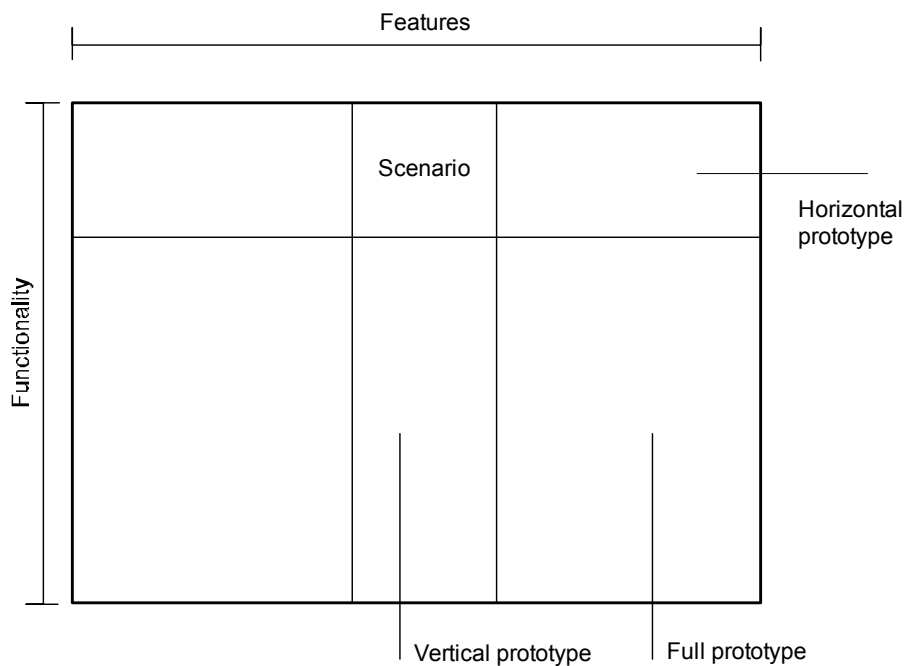 Features
Scenario
Horizontal
prototype
Functionality
Vertical prototype
Full prototype